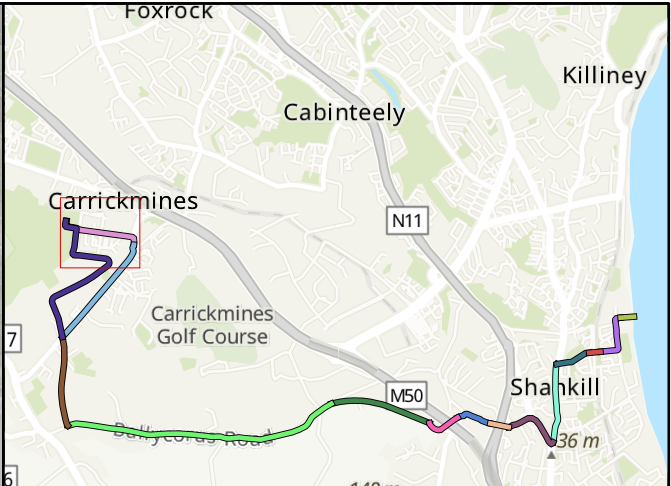 Foxrock
Killiney
Cabinteely
Carrickmines
N11
Carrickmines
Golf Course
7
M50
Shankill
Ballycorus Road
36 m
6